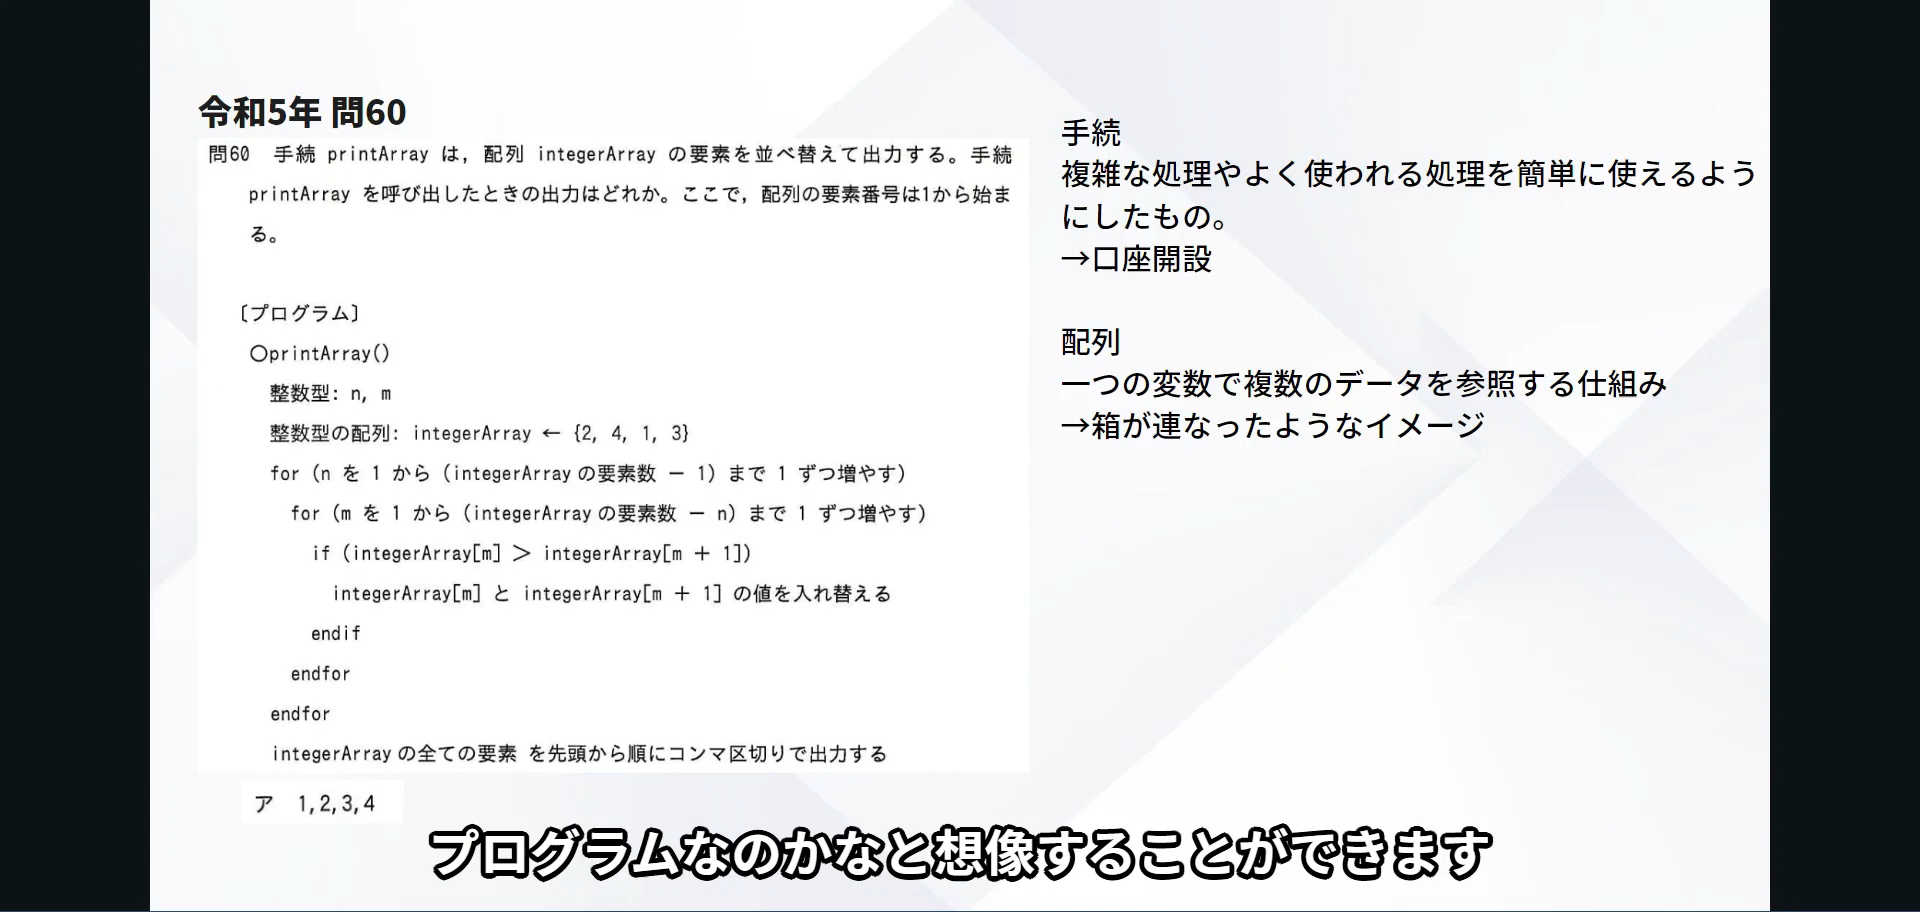 令和5年 問60
問60　手続 printArray は，配列 integerArray の要素を並べ替えて出力する。手続
printArray を呼び出したときの出力はどれか。ここで，配列の要素番号は1から始ま
る。
〔プログラム〕
○printArray()
整数型: n, m
整数型の配列: integerArray ← {2, 4, 1, 3}
for (n を 1 から (integerArray の要素数 － 1) まで 1 ずつ増やす)
for (m を 1 から (integerArray の要素数 － n) まで 1 ずつ増やす)
if (integerArray[m] ＞ integerArray[m ＋ 1])
integerArray[m] と integerArray[m ＋ 1] の値を入れ替える
endif
endfor
endfor
integerArray の全ての要素 を先頭から順にコンマ区切りで出力する
ア　1,2,3,4
手続
複雑な処理やよく使われる処理を簡単に使えるよう
にしたもの。
→口座開設
配列
一つの変数で複数のデータを参照する仕組み
→箱が連なったようなイメージ
プログラムなのかなと想像することができます